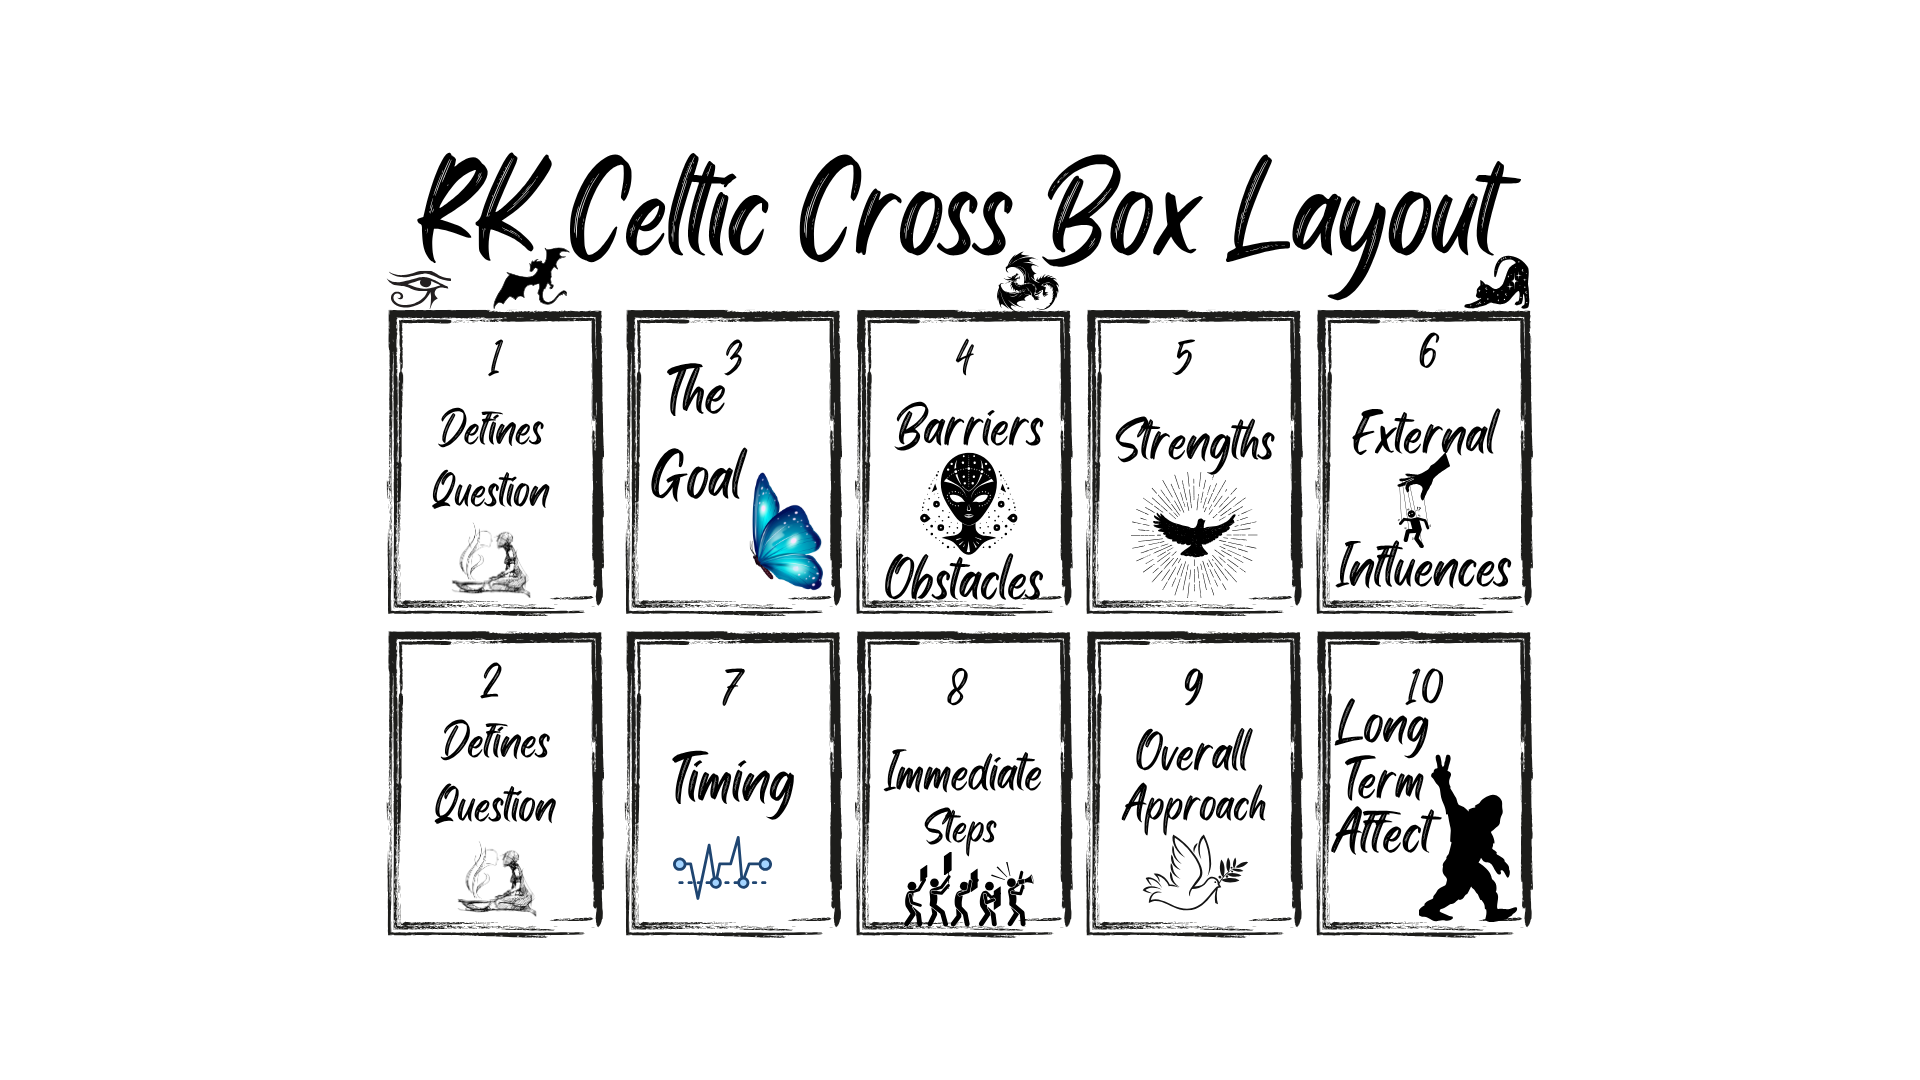 RK Celtic Cross Box Layout
1
Defines
Question
3
The
Goal
4
Barriers
Obstacles
5
Strengths
6
External
Influences
2
Defines
Question
7
Timing
8
Immediate
Steps
9
Overall
Approach
10
Long
Term
Affect